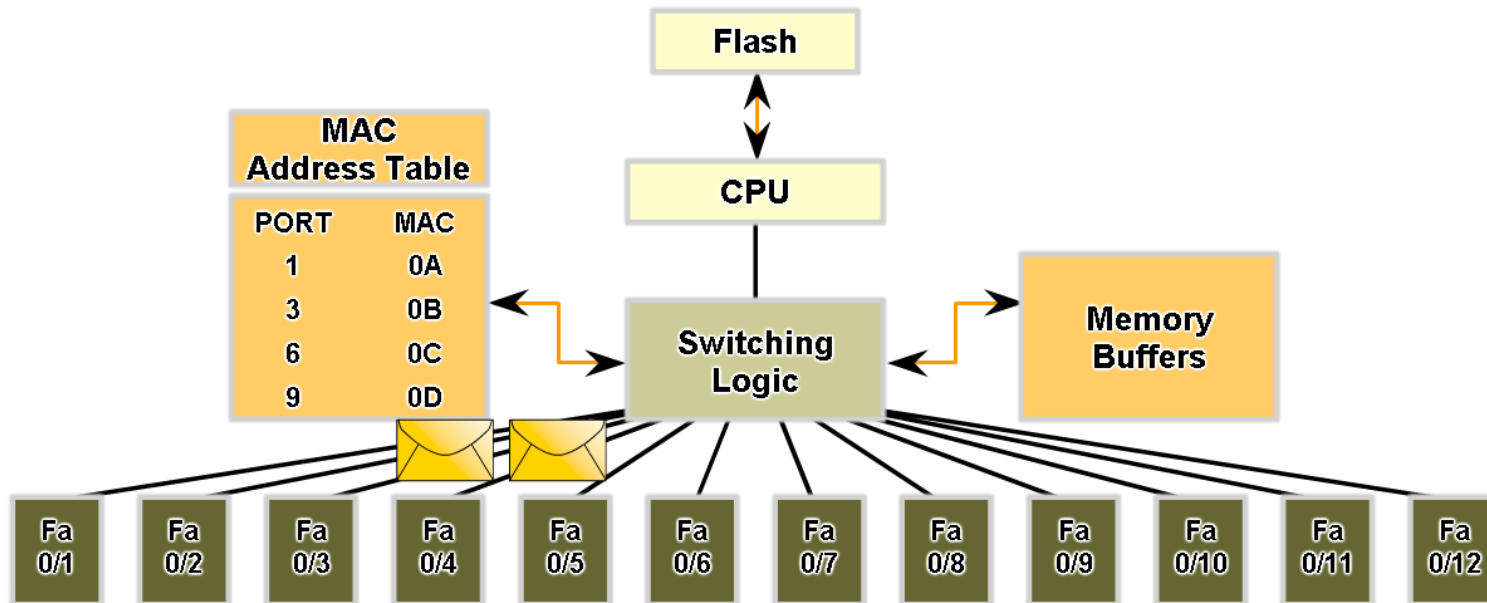 Flash
MAC
Address Table
CPU
PORT MAC
1 0A
3 0B
6 0C
9 0D
Switching
Logic
Memory
Buffers
Fa
0/1
Fa
0/2
Fa
0/3
Fa
0/4
Fa
0/5
Fa
0/6
Fa
0/7
Fa
0/8
Fa
0/9
Fa
0/10
Fa
0/11
Fa
0/12